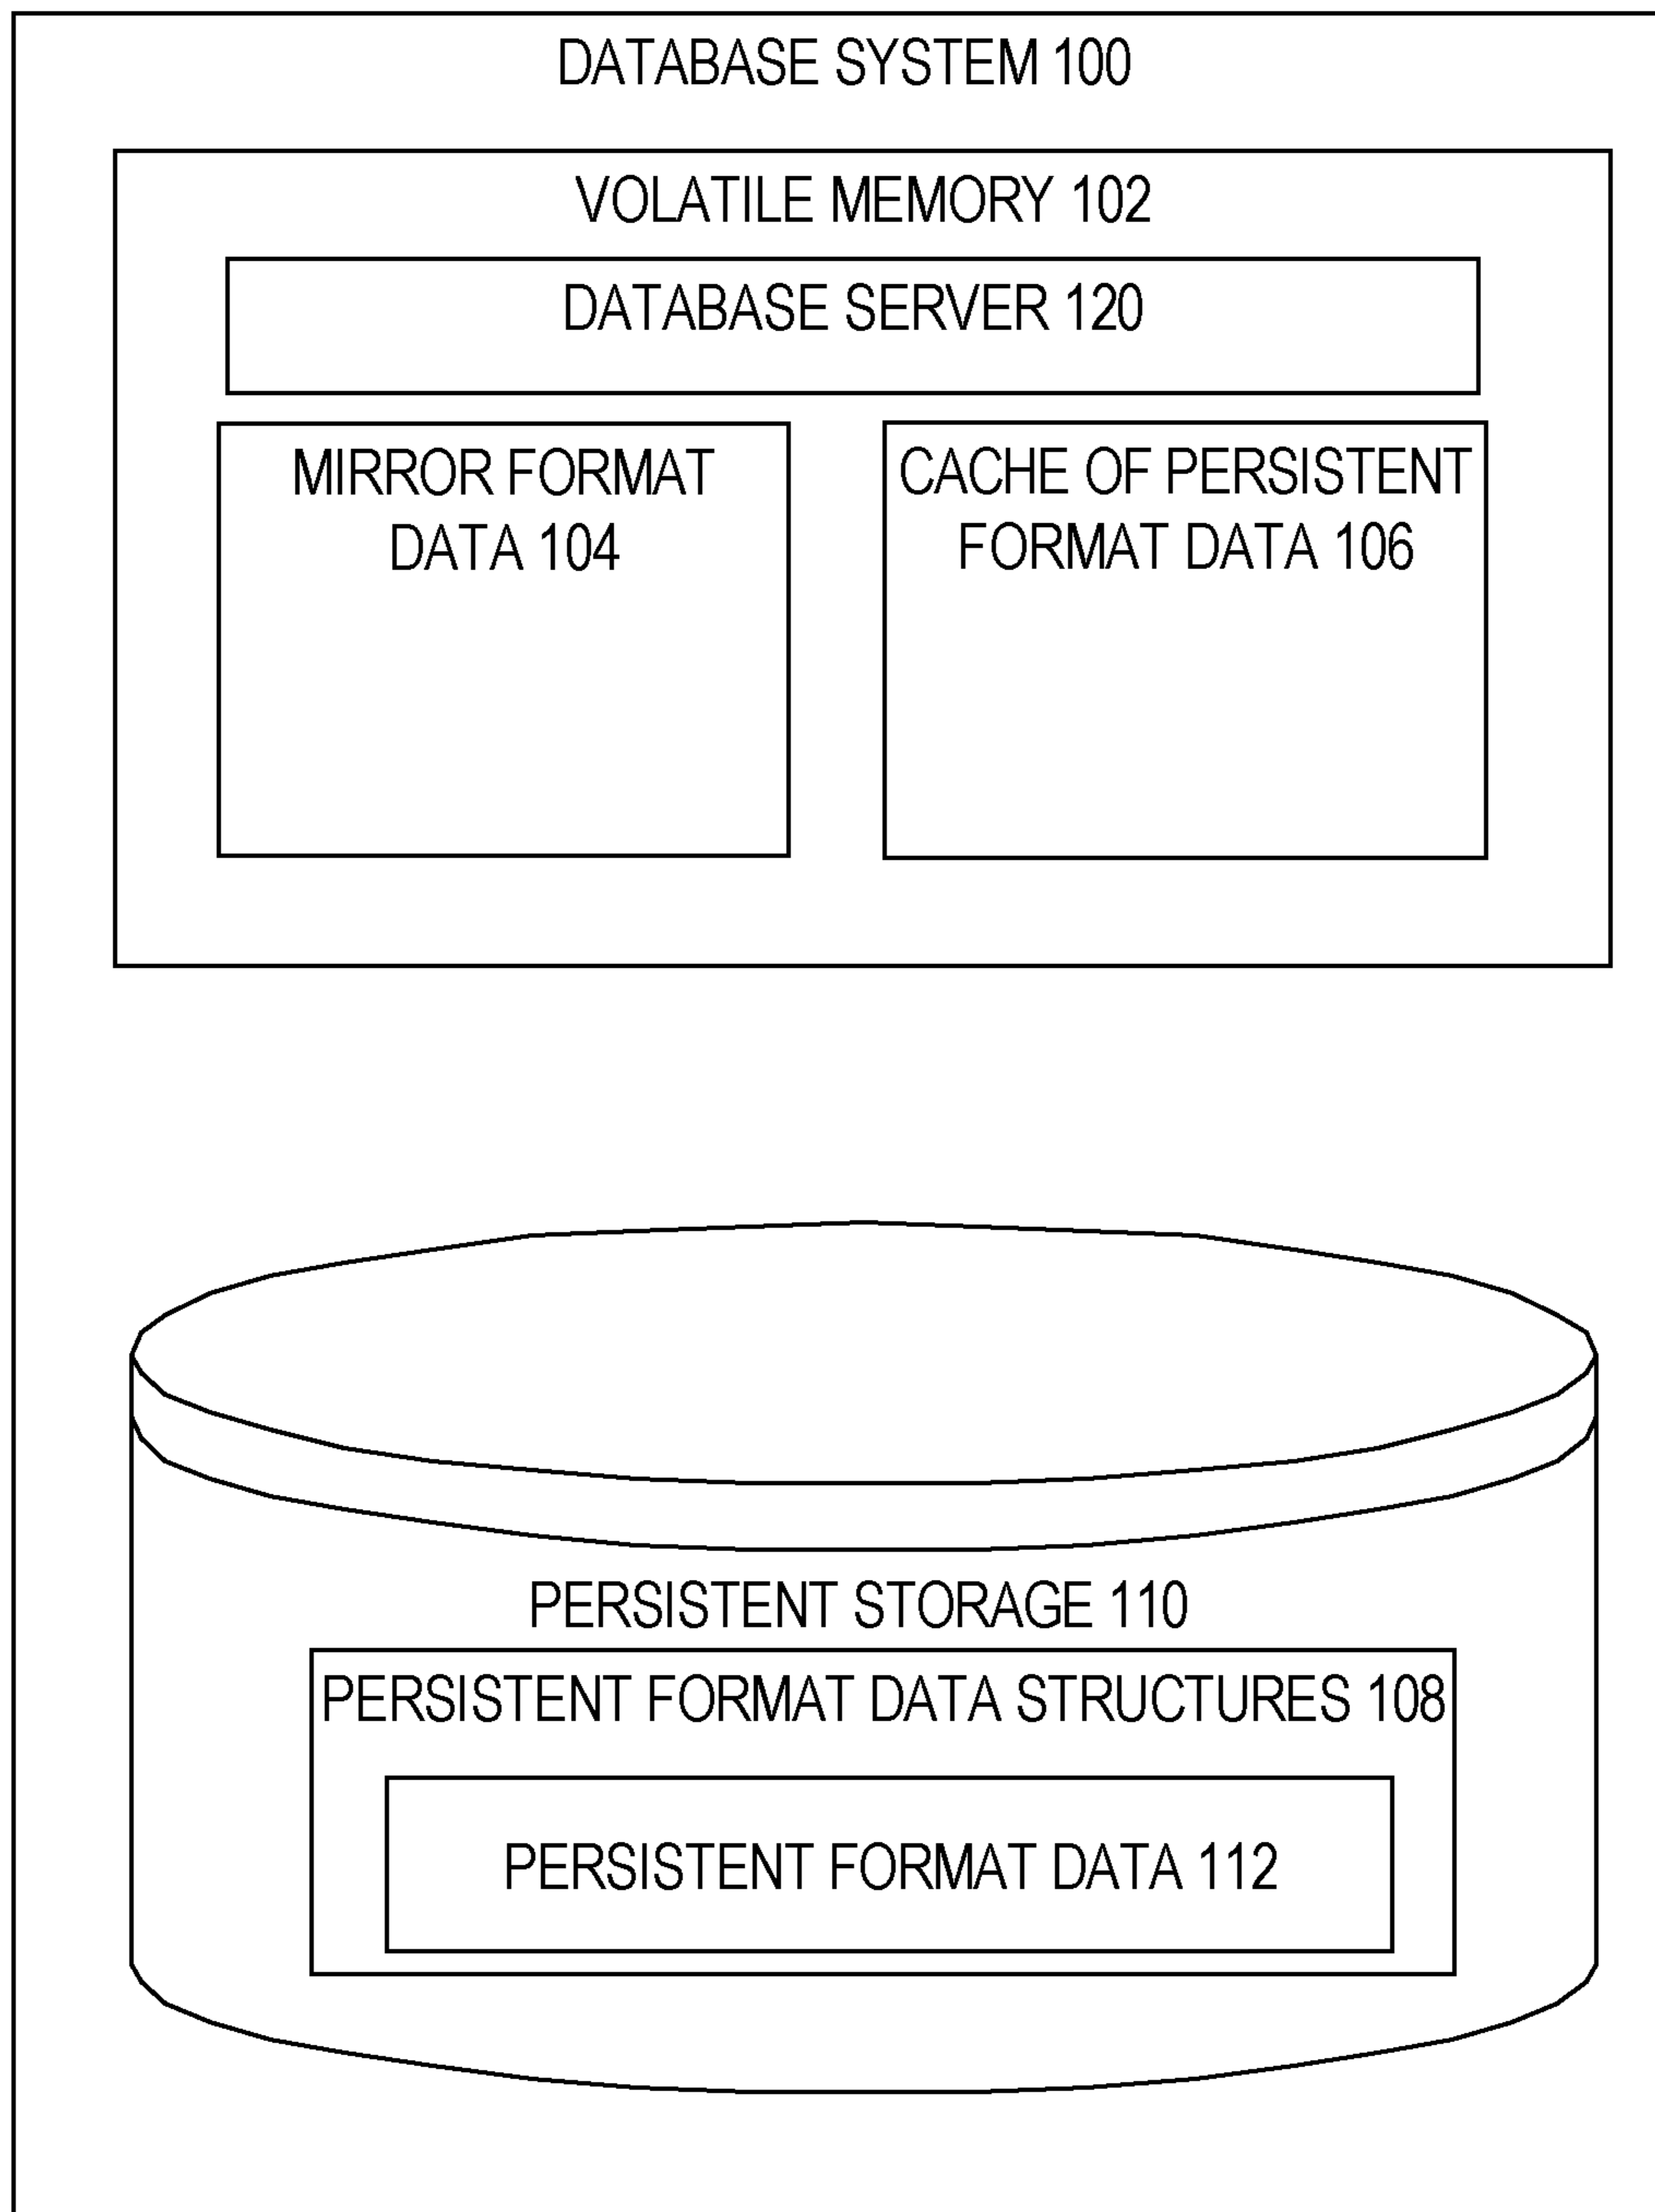 DATABASE SYSTEM 100
VOLATILE MEMORY 102
DATABASE SERVER 120
MIRROR FORMAT
DATA 104
CACHE OF PERSISTENT
FORMAT DATA 106
PERSISTENT STORAGE 110
PERSISTENT FORMAT DATA STRUCTURES 108
PERSISTENT FORMAT DATA 112